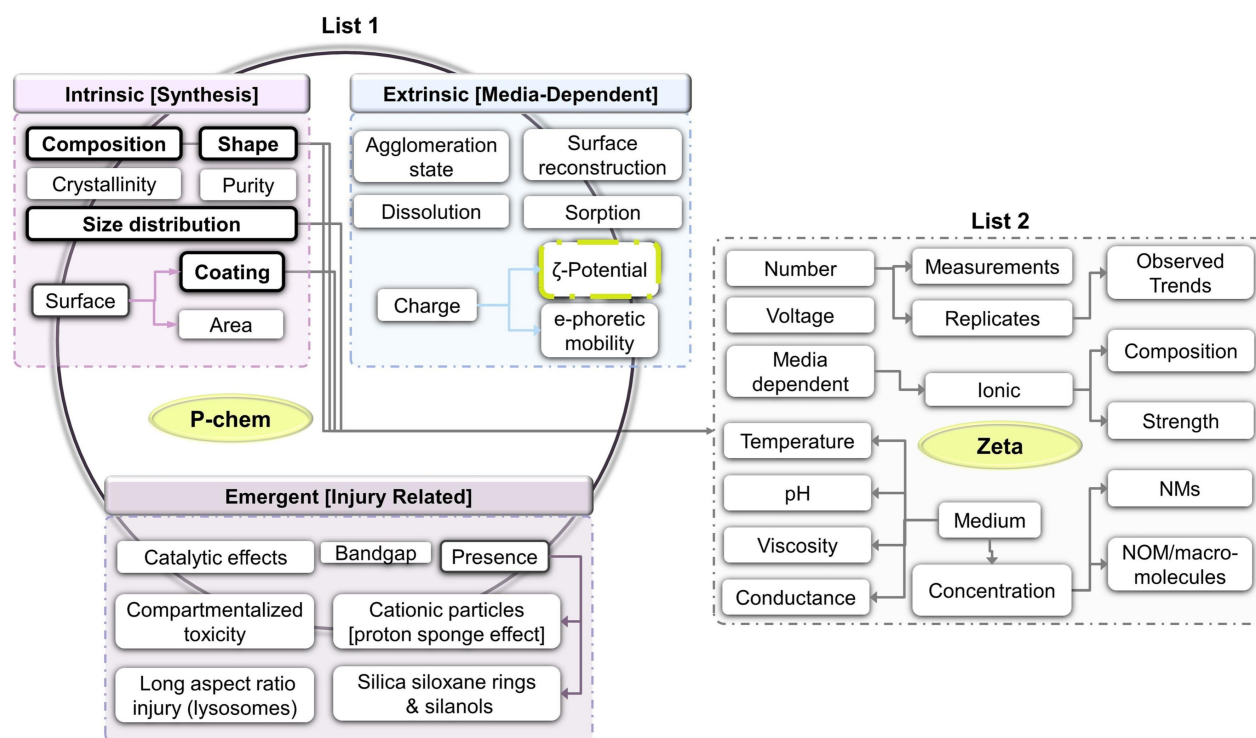 List 1
Intrinsic [Synthesis]
Composition
Shape
Crystallinity
Purity
Size distribution
Surface
Coating
Area
Extrinsic [Media-Dependent]
Agglomeration
state
Surface
reconstruction
Dissolution
Sorption
Charge
ζ-Potential
e-phoretic
mobility
P-chem
Emergent [Injury Related]
Catalytic effects
Bandgap
Presence
Compartmentalized
toxicity
Cationic particles
[proton sponge effect]
Long aspect ratio
injury (lysosomes)
Silica siloxane rings
& silanols
List 2
Number
Measurements
Observed
Trends
Voltage
Replicates
Media
dependent
Ionic
Composition
Strength
Temperature
Zeta
pH
Medium
NMs
Viscosity
Concentration
NOM/macro-
molecules
Conductance